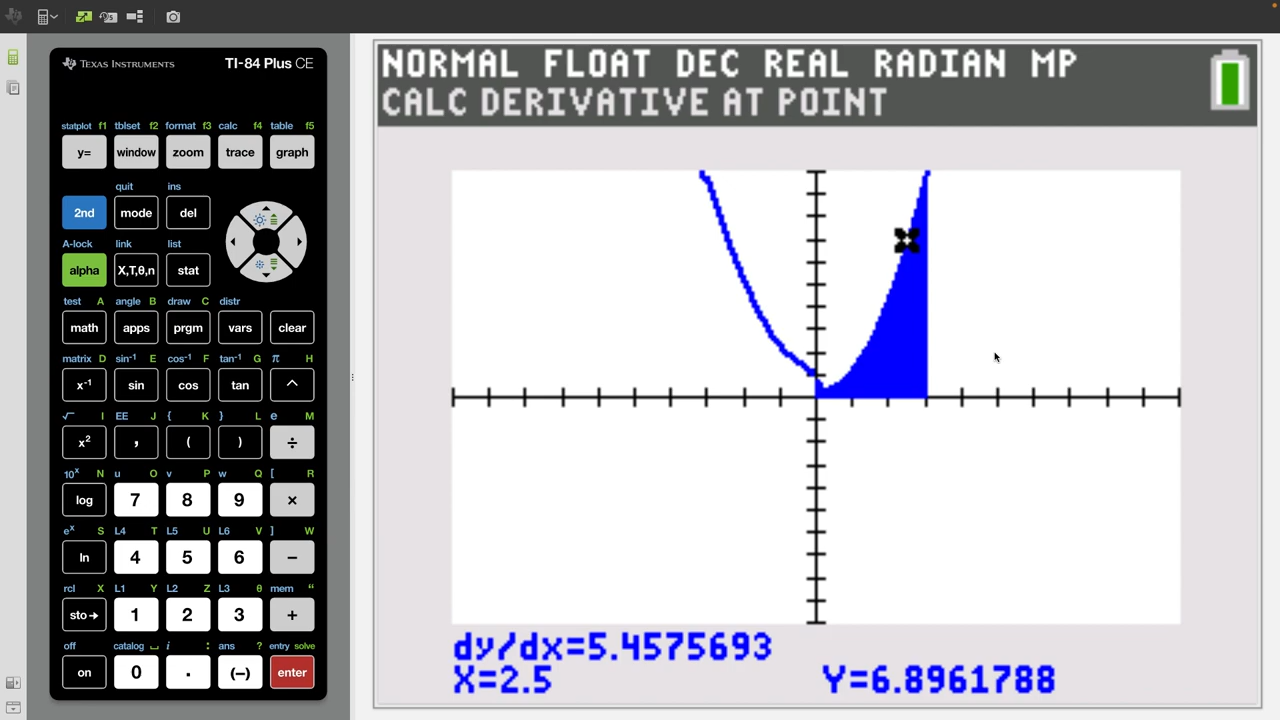 TEXAS INSTRUMENTS TI-84 Plus CE
statplot f1 tblset f2 format f3 calc f4 table f5
y= window zoom trace graph
quit ins
2nd mode del
A-lock link list
alpha X,T,θ,n stat
test A angle B draw C distr
math apps prgm vars clear
matrix D sin⁻¹ E cos⁻¹ F tan⁻¹ G π H
x⁻¹ sin cos tan ^
√ I EE J { K } L e M
x² , ( ) ÷
10ˣ N u O v P w Q [ R
log 7 8 9 ×
eˣ S L4 T L5 U L6 V ] W
ln 4 5 6 −
rcl X L1 Y L2 Z L3 θ mem “
sto→ 1 2 3 +
off catalog ⎵ i : ans ? entry solve
on 0 . (−) enter
NORMAL FLOAT DEC REAL RADIAN MP
CALC DERIVATIVE AT POINT
dy/dx=5.4575693
X=2.5 Y=6.8961788